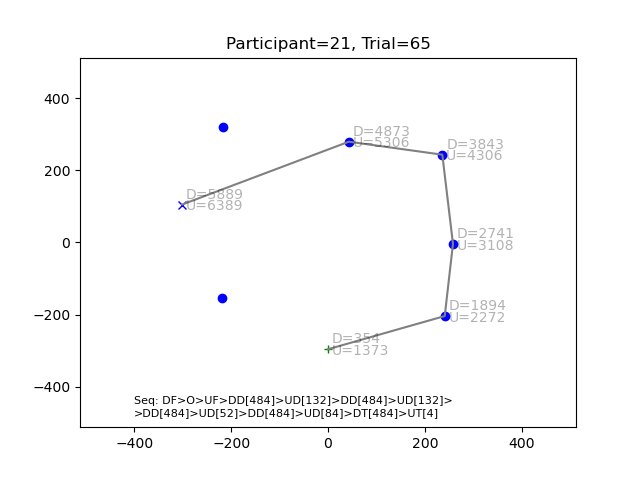 Participant=21, Trial=65
400
200
0
−200
−400
−400
−200
0
200
400
D=4873
U=5306
D=3843
U=4306
D=5889
U=6389
D=2741
U=3108
D=1894
U=2272
D=354
U=1373
Seq: DF>O>UF>DD[484]>UD[132]>DD[484]>UD[132]>
>DD[484]>UD[52]>DD[484]>UD[84]>DT[484]>UT[4]